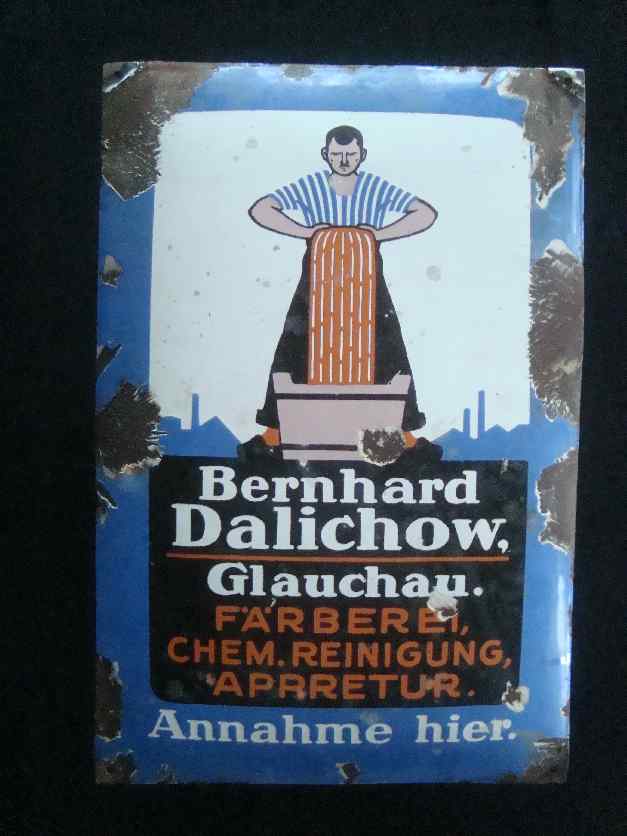 Bernhard
Dalichow,
Glauchau.
FÄRBEREI,
CHEM. REINIGUNG,
APPRETUR.
Annahme hier.